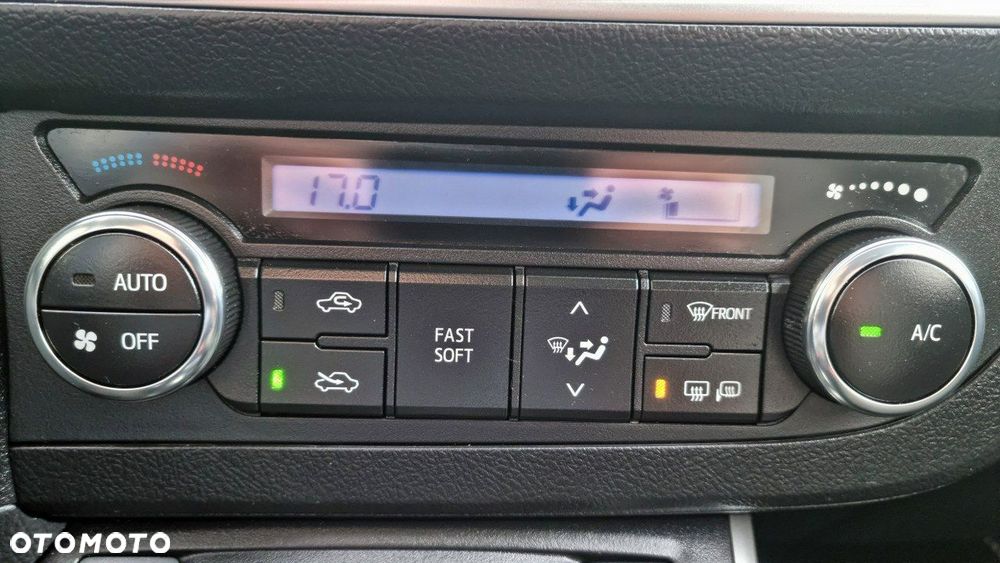 17.0
AUTO
OFF
FAST
SOFT
FRONT
A/C
OTOMOTO